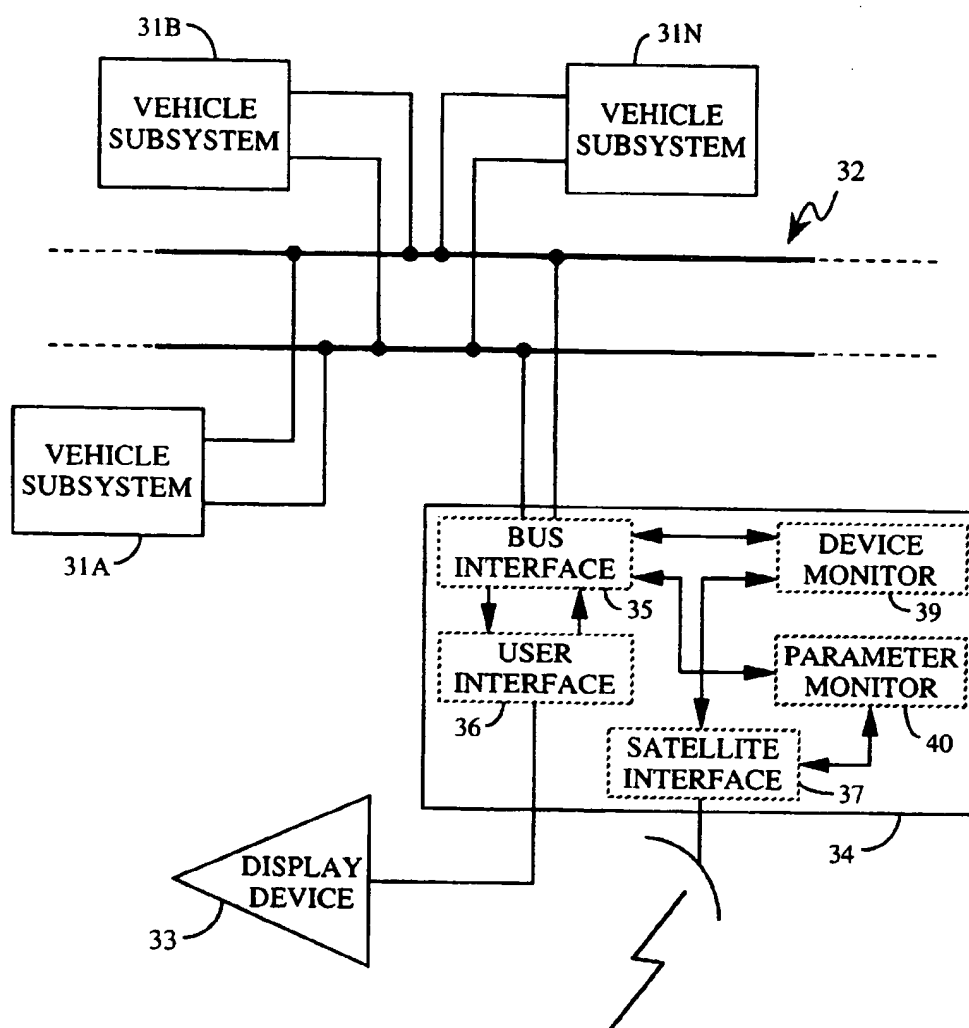 31B
31N
VEHICLE
SUBSYSTEM
VEHICLE
SUBSYSTEM
32
VEHICLE
SUBSYSTEM
31A
BUS
INTERFACE
35
DEVICE
MONITOR
39
USER
INTERFACE
36
PARAMETER
MONITOR
40
SATELLITE
INTERFACE
37
34
DISPLAY
DEVICE
33